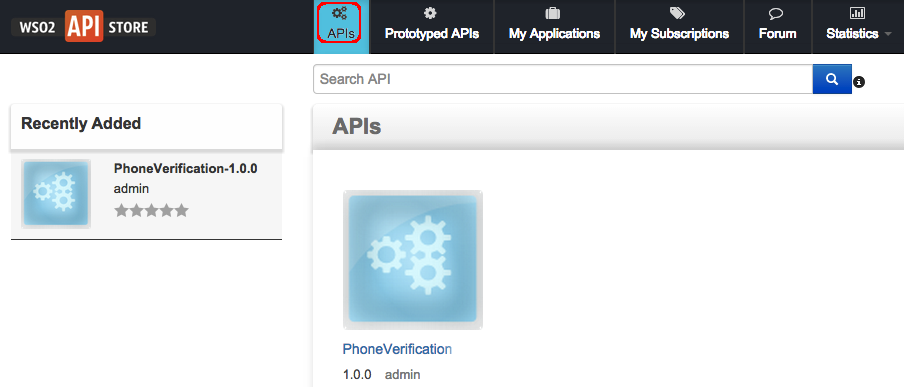 WSO2 API STORE
APIs
Prototyped APIs
My Applications
My Subscriptions
Forum
Statistics
Search API
Recently Added
PhoneVerification-1.0.0
admin
APIs
PhoneVerification
1.0.0 admin